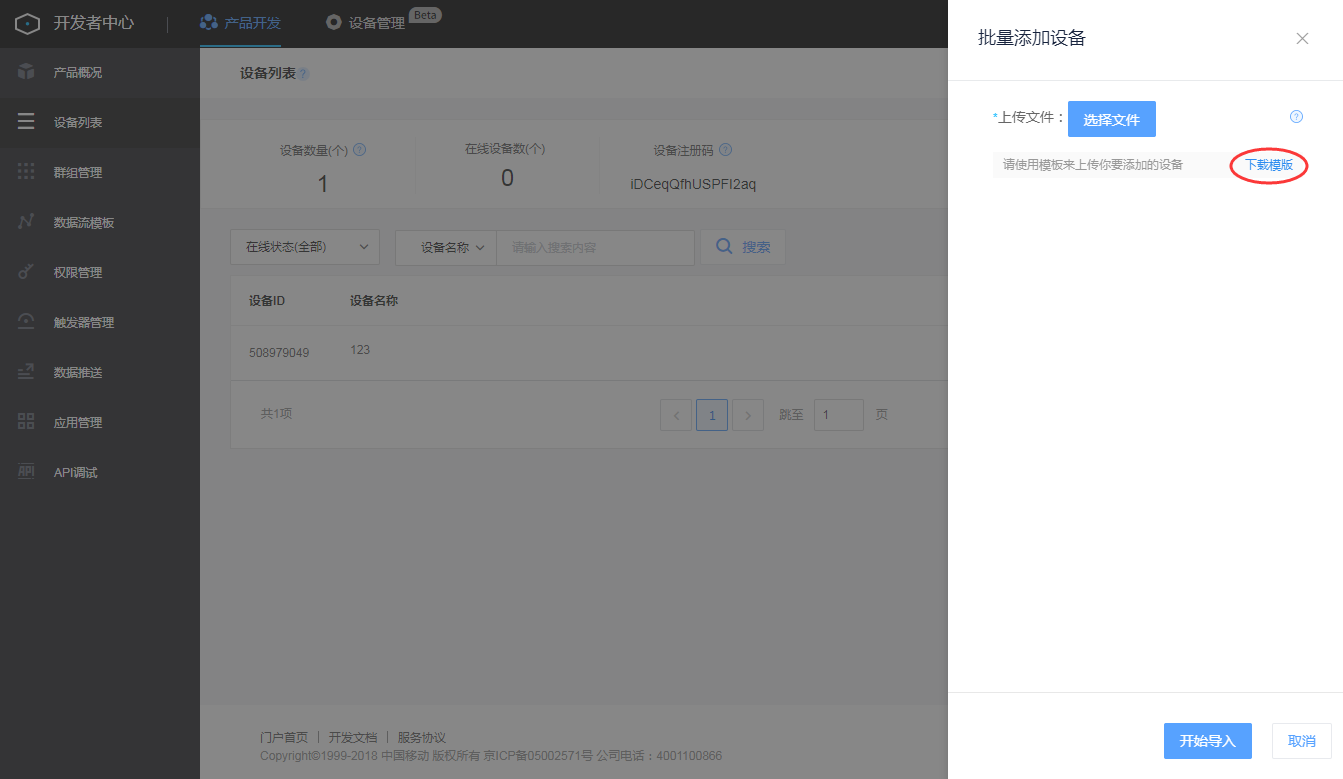 开发者中心
产品开发
设备管理
Beta
产品概况
设备列表
群组管理
数据流模板
权限管理
触发器管理
数据推送
应用管理
API
API调试
设备列表 ?
设备数量(个) ?
在线设备数(个)
设备注册码 ?
1
0
iDCeqQfhUSPFI2aq
在线状态(全部)
设备名称
请输入搜索内容
搜索
设备ID
设备名称
508979049
123
共1项
< 1 > 跳至 1 页
门户首页 | 开发文档 | 服务协议
Copyright©1999-2018 中国移动 版权所有 京ICP备05002571号 公司电话：4001100866
批量添加设备
*上传文件： 选择文件 ?
请使用模板来上传你要添加的设备 下载模版
开始导入 取消